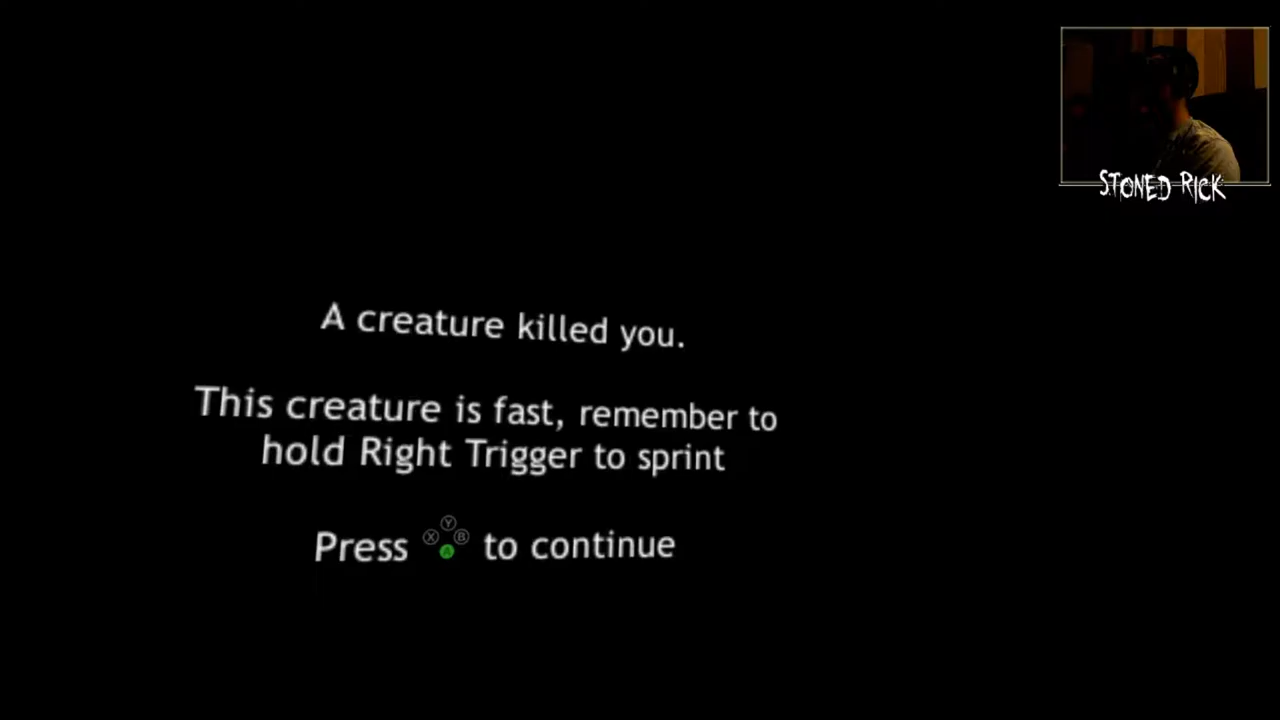 STONED RICK
A creature killed you.
This creature is fast, remember to
hold Right Trigger to sprint
Press Y X B A to continue